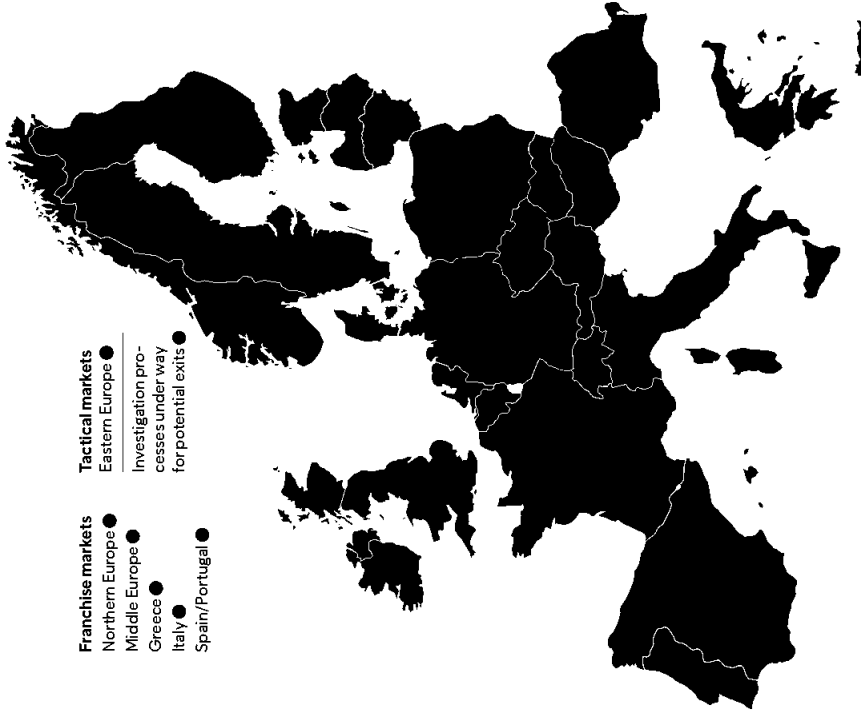 Franchise markets
Northern Europe
Middle Europe
Greece
Italy
Spain/Portugal
Tactical markets
Eastern Europe
Investigation pro-
cesses under way
for potential exits